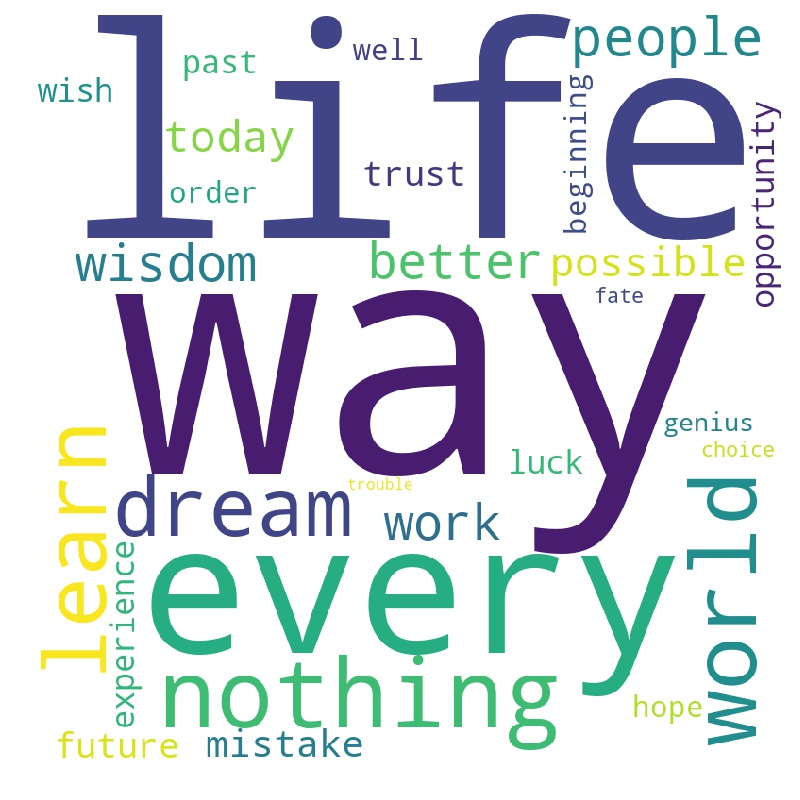 life
people
well
past
wish
today
trust
order
beginning
opportunity
wisdom
better
possible
fate
way
genius
choice
luck
learn
trouble
dream
work
world
every
experience
nothing
hope
future
mistake